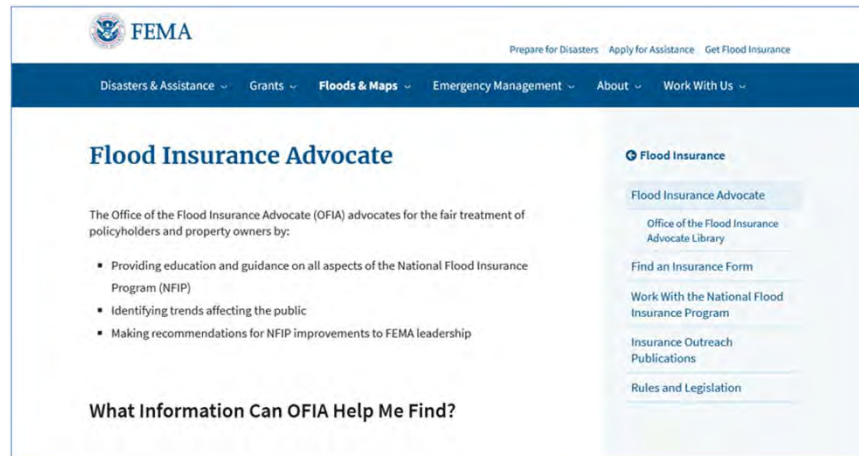 FEMA
Prepare for Disasters Apply for Assistance Get Flood Insurance
Disasters & Assistance Grants Floods & Maps Emergency Management About Work With Us
Flood Insurance Advocate
The Office of the Flood Insurance Advocate (OFIA) advocates for the fair treatment of
policyholders and property owners by:
▪ Providing education and guidance on all aspects of the National Flood Insurance
Program (NFIP)
▪ Identifying trends affecting the public
▪ Making recommendations for NFIP improvements to FEMA leadership
What Information Can OFIA Help Me Find?
Flood Insurance
Flood Insurance Advocate
Office of the Flood Insurance
Advocate Library
Find an Insurance Form
Work With the National Flood
Insurance Program
Insurance Outreach
Publications
Rules and Legislation